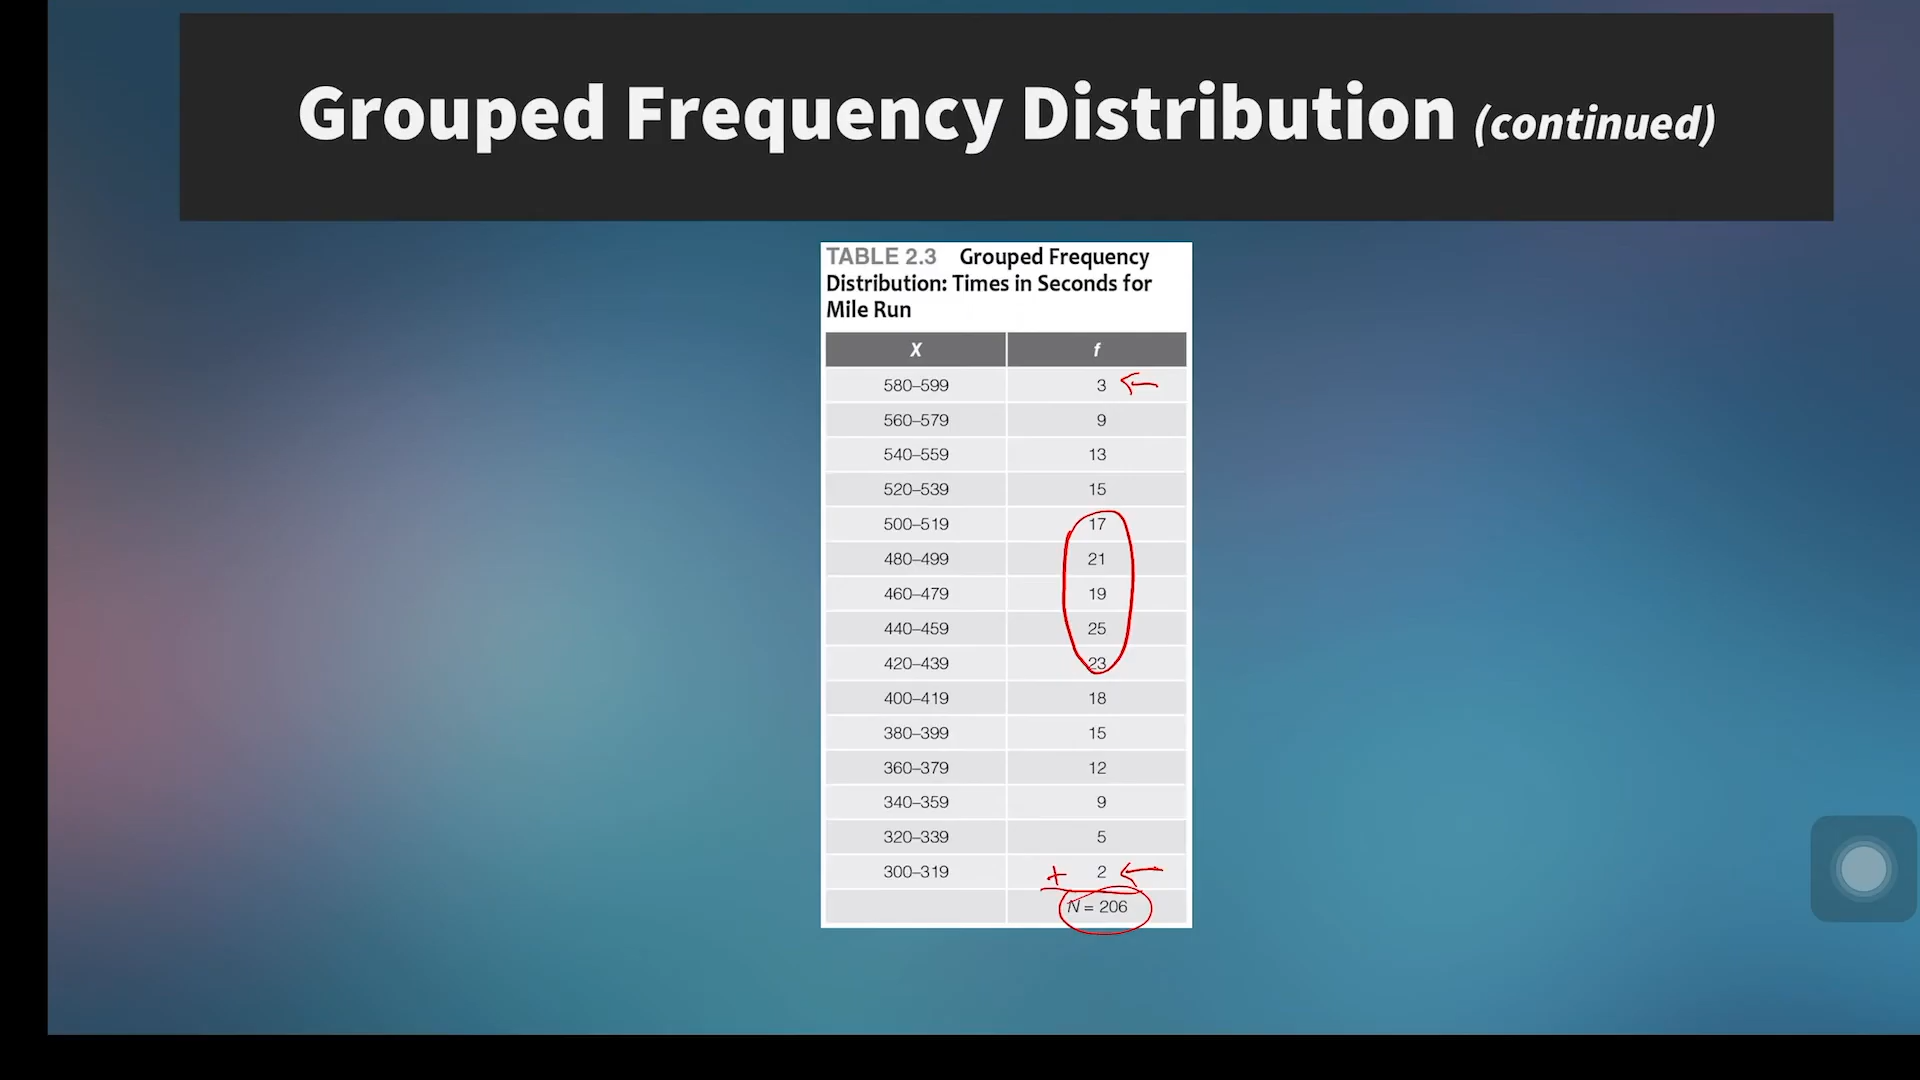 Grouped Frequency Distribution (continued)
TABLE 2.3 Grouped Frequency
Distribution: Times in Seconds for
Mile Run
X f
580–599 3
560–579 9
540–559 13
520–539 15
500–519 17
480–499 21
460–479 19
440–459 25
420–439 23
400–419 18
380–399 15
360–379 12
340–359 9
320–339 5
300–319 + 2
N = 206